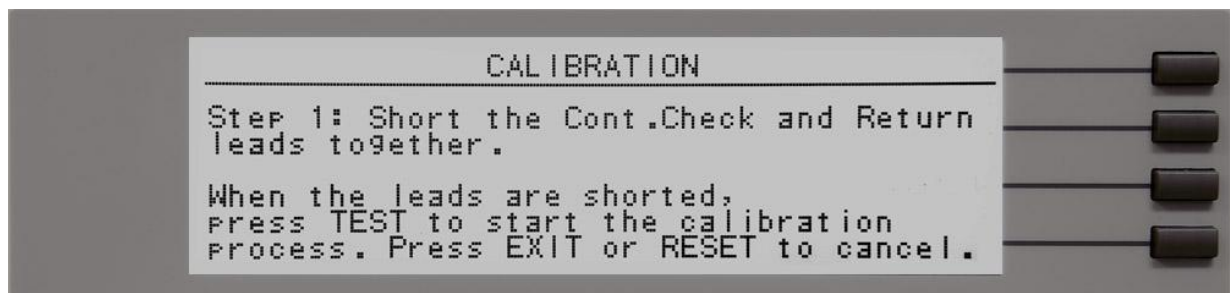 CALIBRATION
Step 1: Short the Cont.Check and Return
leads together.
When the leads are shorted,
press TEST to start the calibration
process. Press EXIT or RESET to cancel.